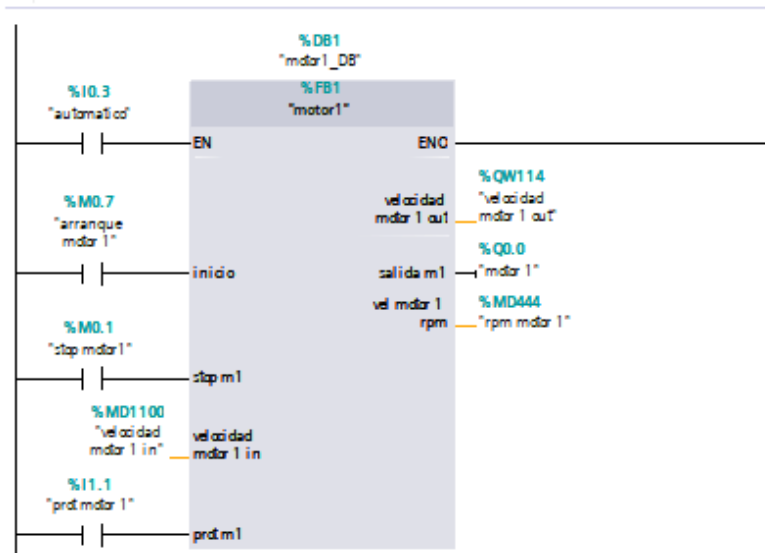 %DB1
"motor1_DB"
%I0.3
"automatico"
%FB1
"motor1"
EN
ENO
%M0.7
"arranque
motor 1"
inicio
velocidad
motor 1 out
%QW114
"velocidad
motor 1 out"
salida m1
%Q0.0
"motor 1"
vel motor 1
rpm
%MD444
"rpm motor 1"
%M0.1
"stop motor1"
stop m1
%MD1100
"velocidad
motor 1 in"
velocidad
motor 1 in
%I1.1
"prot motor 1"
prot m1